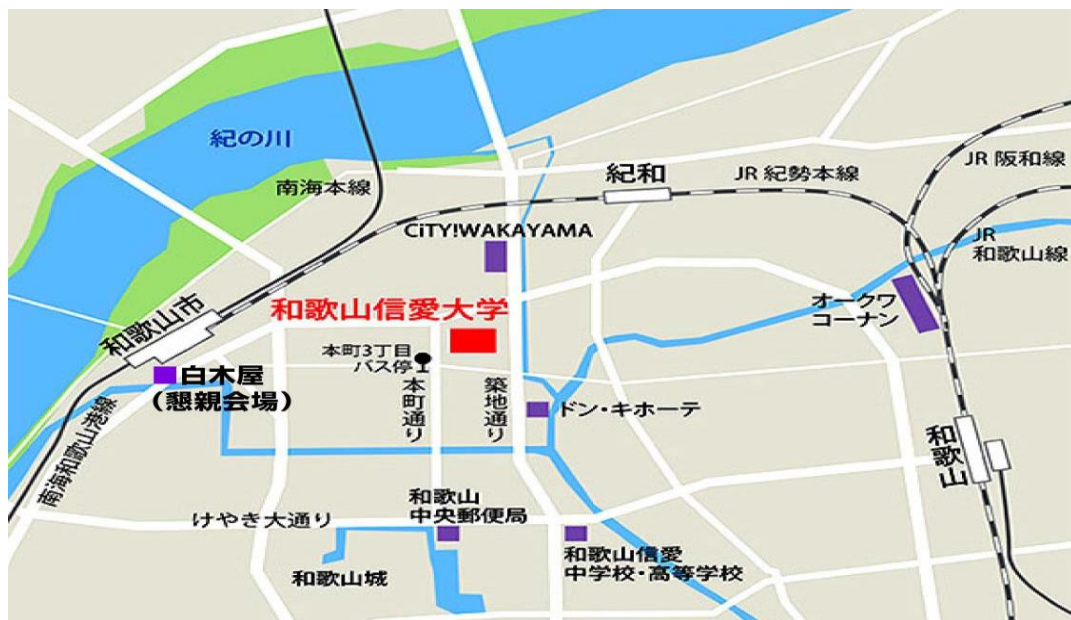 紀の川
南海本線
紀和
JR 紀勢本線
JR 阪和線
JR
和歌山線
CiTY!WAKAYAMA
和歌山市
和歌山信愛大学
オークワ
コーナン
本町3丁目
バス停
白木屋
(懇親会場)
本町通り
築地通り
ドン・キホーテ
南海和歌山港線
和歌山
けやき大通り
和歌山
中央郵便局
和歌山城
和歌山信愛
中学校・高等学校